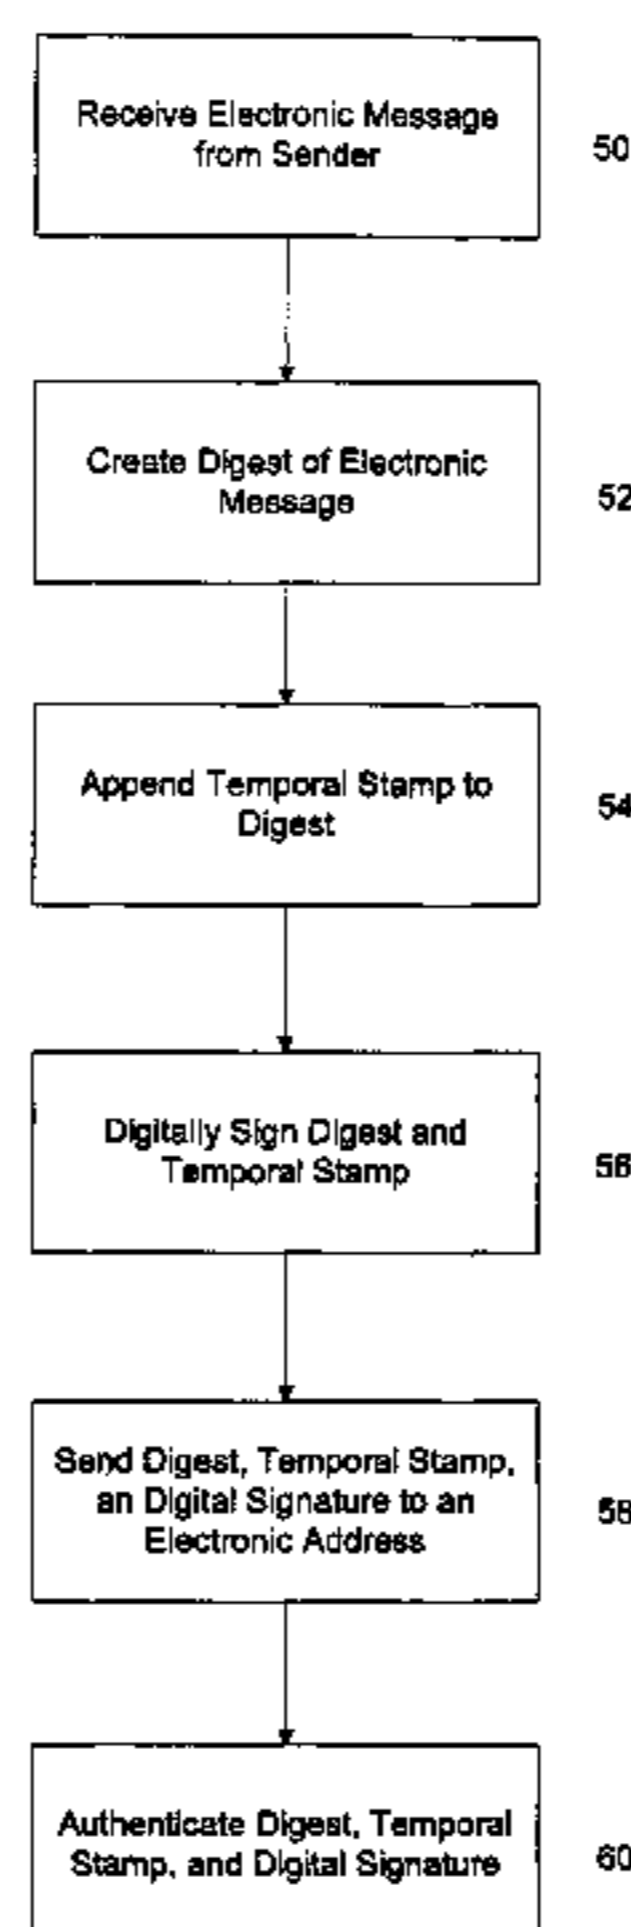 Receive Electronic Message
from Sender
50
Create Digest of Electronic
Message
52
Append Temporal Stamp to
Digest
54
Digitally Sign Digest and
Temporal Stamp
56
Send Digest, Temporal Stamp,
an Digital Signature to an
Electronic Address
58
Authenticate Digest, Temporal
Stamp, and Digital Signature
60